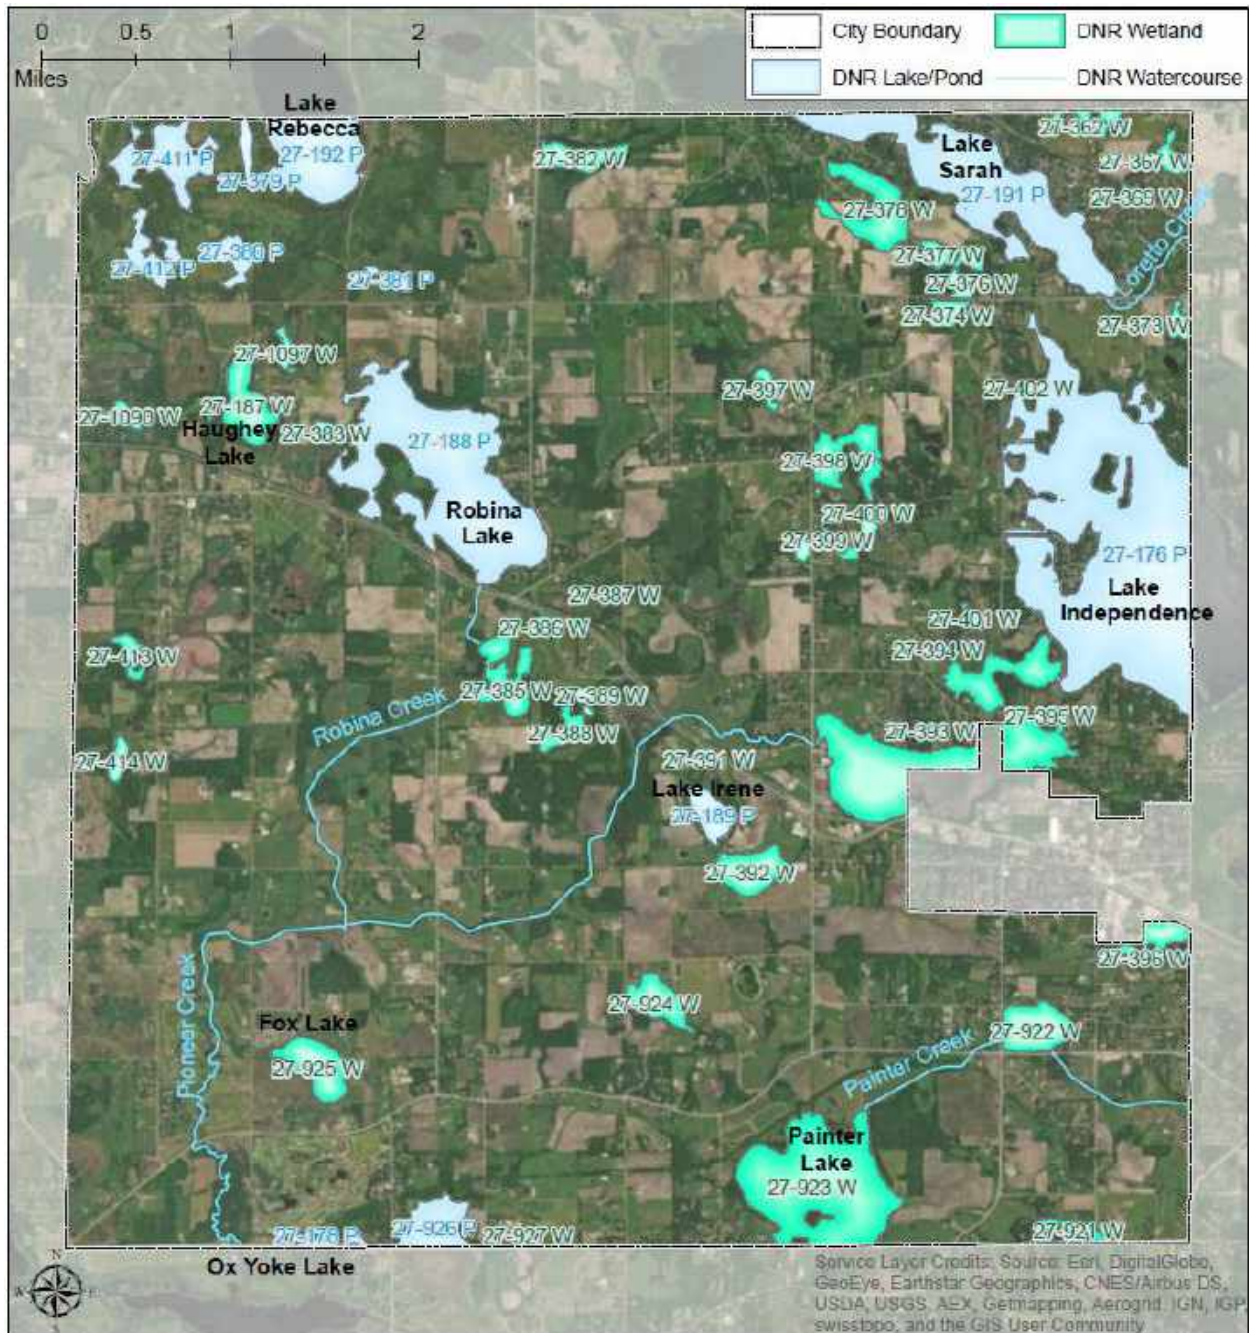 0 0.5 1 2
Miles
City Boundary
DNR Wetland
DNR Lake/Pond
DNR Watercourse
Lake
Rebecca
27-192 P
27-411 P
27-379 P
27-382 W
Lake
Sarah
27-191 P
27-362 W
27-367 W
27-378 W
Loreto Creek
27-412 P
27-380 P
27-381 P
27-377 W
27-376 W
27-374 W
27-373 W
27-1097 W
27-187 W
Haughey
Lake
27-383 W
27-188 P
Robina
Lake
27-397 W
27-402 W
27-398 W
27-400 W
27-399 W
27-176 P
Lake
Independence
27-387 W
27-386 W
27-401 W
27-394 W
27-413 W
27-385 W
27-389 W
27-388 W
Robina Creek
27-393 W
27-395 W
27-414 W
27-391 W
Lake Irene
27-189 P
27-392 W
27-396 W
Pioneer Creek
27-924 W
Fox Lake
27-925 W
27-922 W
Painter Creek
Painter
Lake
27-923 W
27-178 P
27-926 P
27-927 W
27-921 W
Ox Yoke Lake
N
W E
Service Layer Credits: Source: Esri, DigitalGlobe,
GeoEye, Earthstar Geographics, CNES/Airbus DS,
USDA, USGS, AEX, Getmapping, Aerogrid, IGN, IGP,
swisstopo, and the GIS User Community